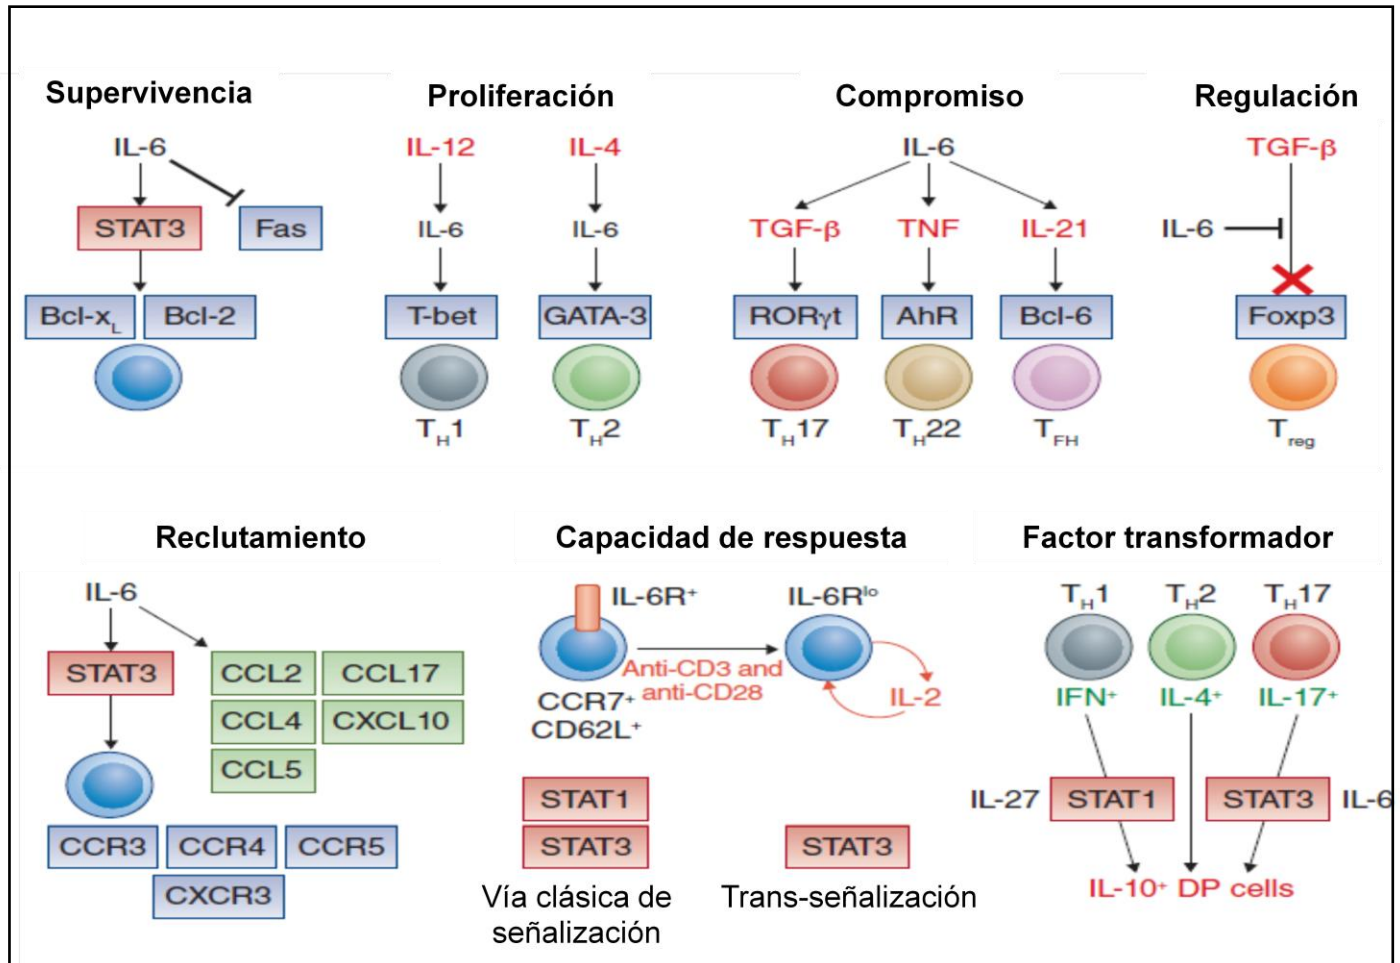 Supervivencia
IL-6
STAT3
Fas
Bcl-xL
Bcl-2
Proliferación
IL-12
IL-4
IL-6
IL-6
T-bet
GATA-3
TH1
TH2
Compromiso
IL-6
TGF-β
TNF
IL-21
RORγt
AhR
Bcl-6
TH17
TH22
TFH
Regulación
TGF-β
IL-6
Foxp3
Treg
Reclutamiento
IL-6
STAT3
CCL2
CCL17
CCL4
CXCL10
CCL5
CCR3
CCR4
CCR5
CXCR3
Capacidad de respuesta
IL-6R+
IL-6Rlo
Anti-CD3 and
anti-CD28
CCR7+
CD62L+
IL-2
STAT1
STAT3
Vía clásica de
señalización
STAT3
Trans-señalización
Factor transformador
TH1
TH2
TH17
IFN+
IL-4+
IL-17+
IL-27
STAT1
STAT3
IL-6
IL-10+ DP cells